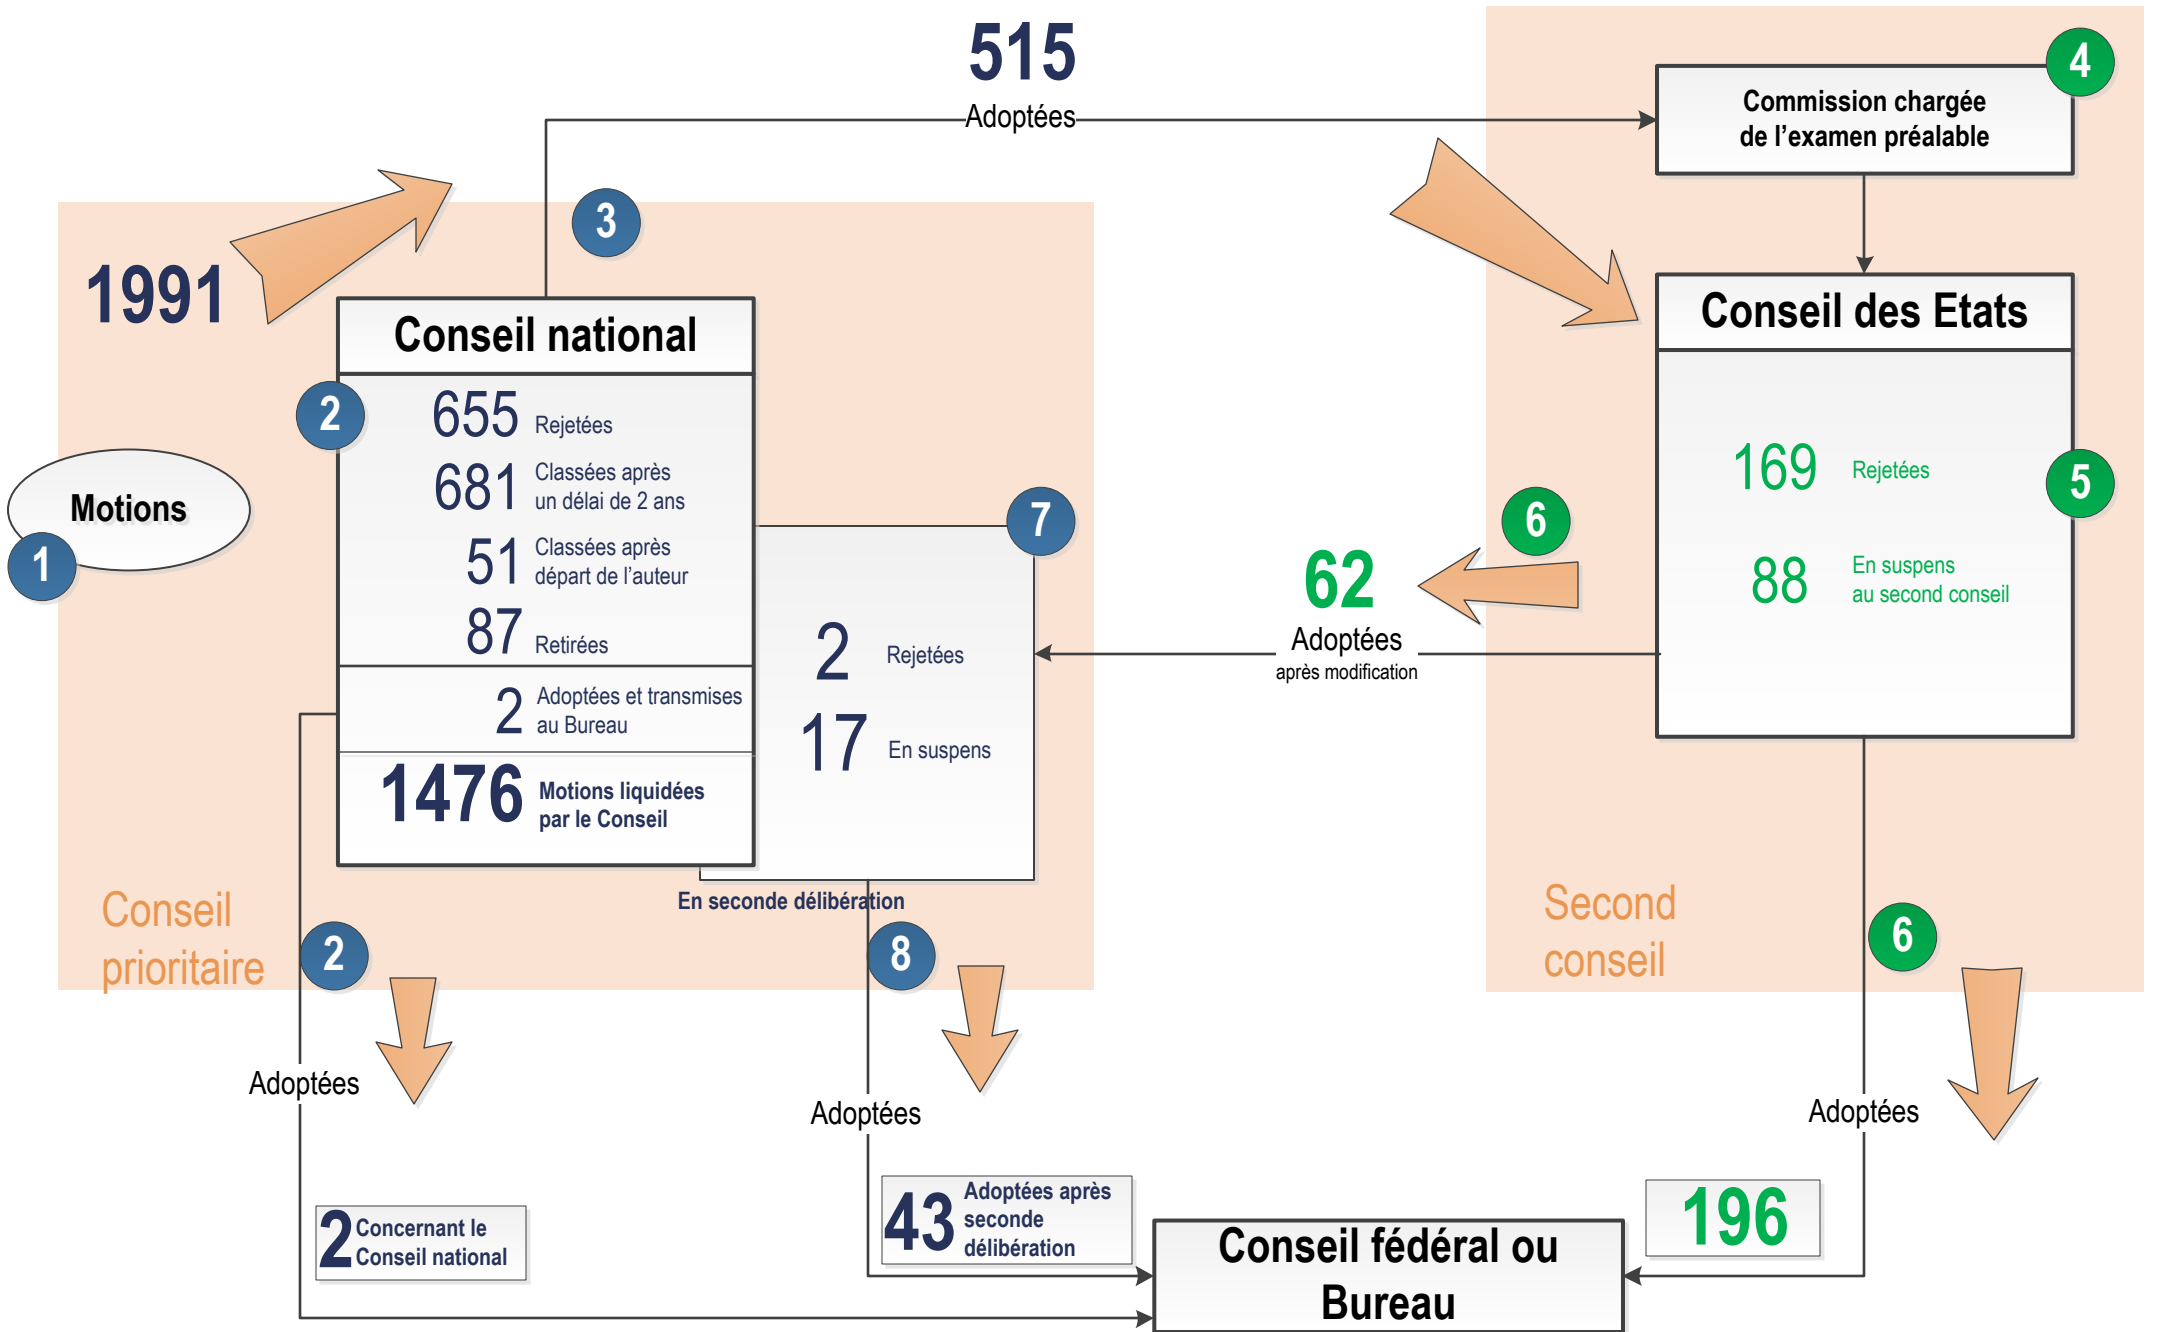 515
Adoptées
4
Commission chargée
de l'examen préalable
3
1991
Conseil national
2
655 Rejetées
681 Classées après
un délai de 2 ans
51 Classées après
départ de l'auteur
87 Retirées
2 Adoptées et transmises
au Bureau
1476 Motions liquidées
par le Conseil
Motions
1
7
2 Rejetées
17 En suspens
En seconde délibération
Conseil
prioritaire
6
62
Adoptées
après modification
Conseil des Etats
5
169 Rejetées
88 En suspens
au second conseil
Second
conseil
2
8
6
Adoptées
Adoptées
Adoptées
2 Concernant le
Conseil national
43 Adoptées après
seconde
délibération
196
Conseil fédéral ou
Bureau